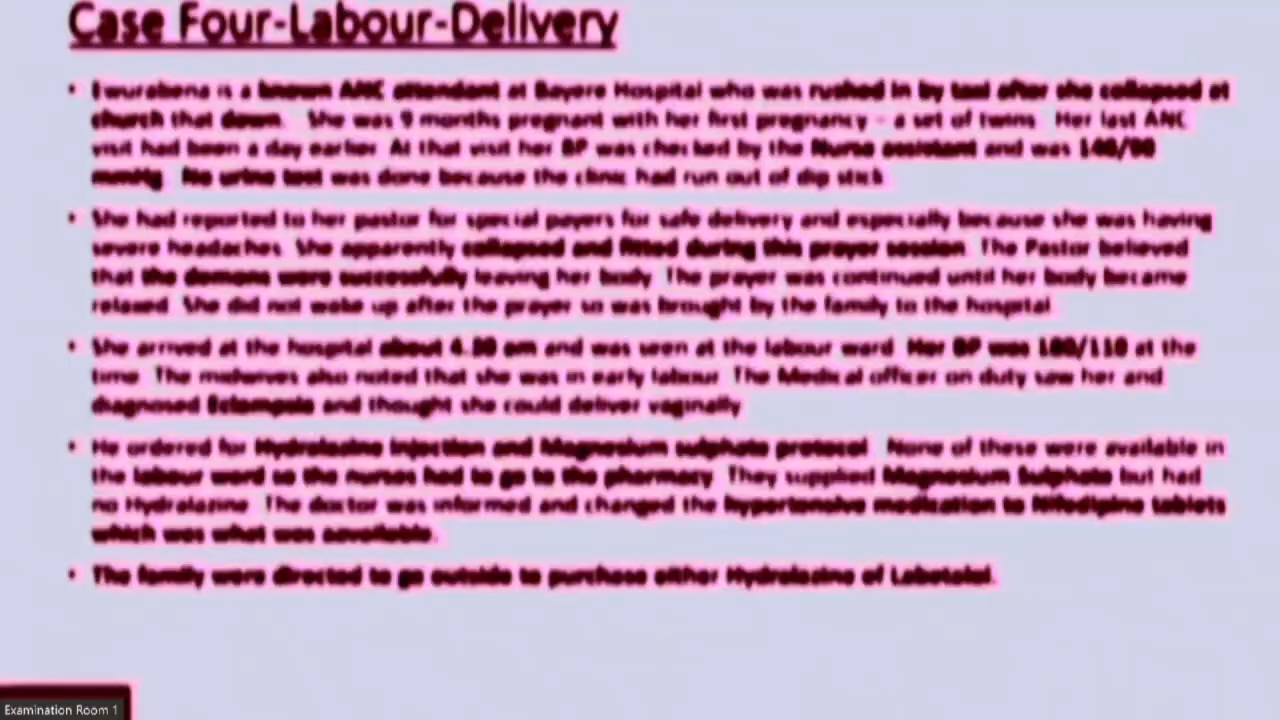 Case Four-Labour-Delivery
• is a known ANC attendant at Bayere Hospital who was rushed in by taxi after she collapsed at
church that dawn. She was 9 months pregnant with her first pregnancy - a set of twins. Her last ANC
visit had been a day earlier. At that visit her BP was checked by the Nurse assistant and was
mmHg. No urine test was done because the clinic had run out of dip stick.
• She had reported to her pastor for special payers for safe delivery and especially because she was having
severe headaches. She apparently collapsed and fitted during this prayer session. The Pastor believed
that the demons were successfully leaving her body. The prayer was continued until her body became
relaxed. She did not wake up after the prayer so was brought by the family to the hospital.
• She arrived at the hospital about am and was seen at the labour ward. Her BP was 180/110 at the
time. The midwives also noted that she was in early labour. The Medical officer on duty saw her and
diagnosed Eclampsia and thought she could deliver vaginally.
• He ordered for Hydralazine injection and Magnesium sulphate protocol. None of these were available in
the labour ward so the nurses had to go to the pharmacy. They supplied Magnesium Sulphate but had
no Hydralazine. The doctor was informed and changed the hypertensive medication to Nifedipine tablets
which was what was aavailable.
• The family were directed to go outside to purchase either Hydralazine of Labetalol.
Examination Room 1